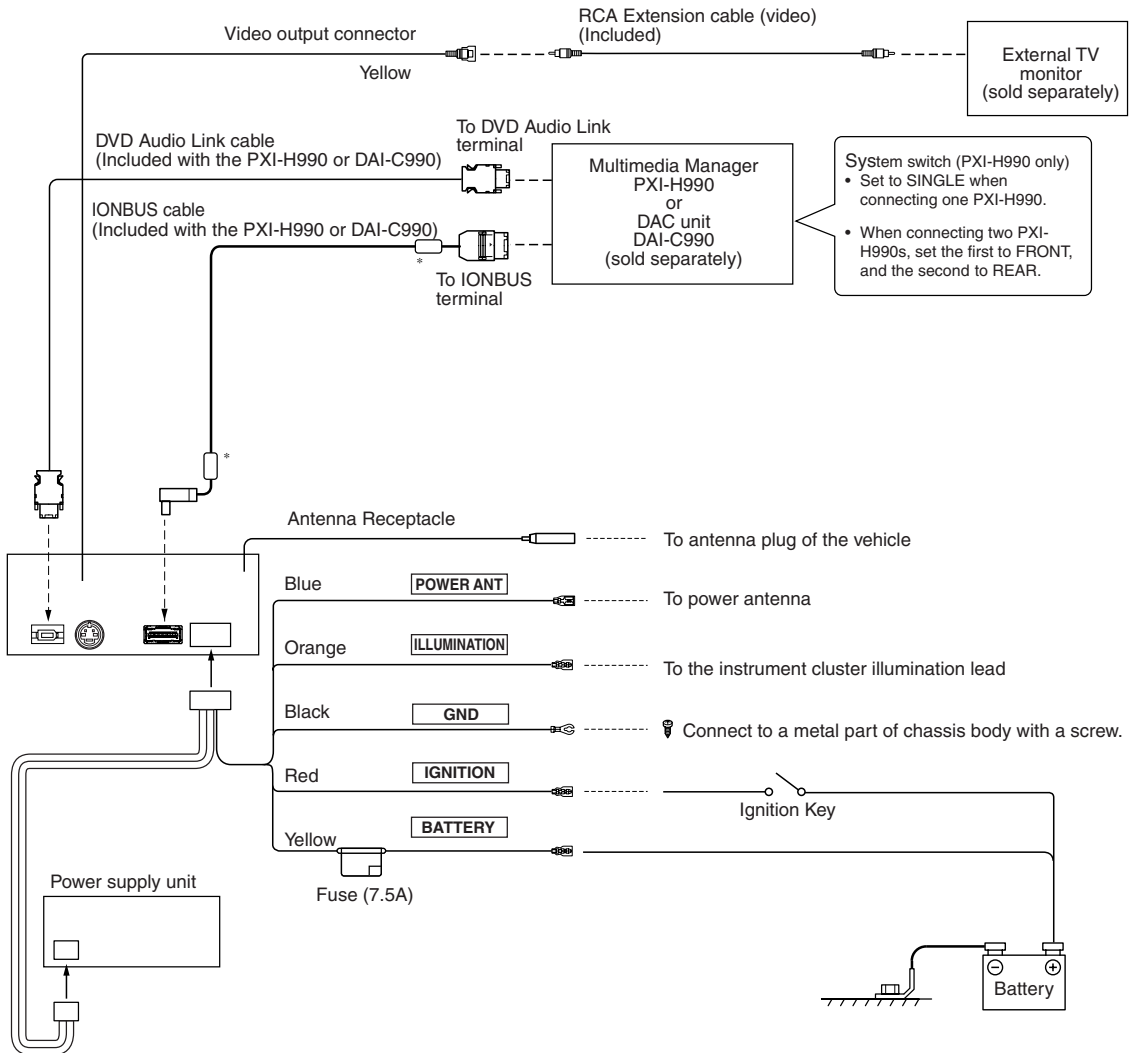 RCA Extension cable (video)
(Included)
Video output connector
Yellow
External TV
monitor
(sold separately)
DVD Audio Link cable
(Included with the PXI-H990 or DAI-C990)
To DVD Audio Link
terminal
Multimedia Manager
PXI-H990
or
DAC unit
DAI-C990
(sold separately)
System switch (PXI-H990 only)
• Set to SINGLE when
connecting one PXI-H990.
• When connecting two PXI-
H990s, set the first to FRONT,
and the second to REAR.
IONBUS cable
(Included with the PXI-H990 or DAI-C990)
*
To IONBUS
terminal
*
Antenna Receptacle
To antenna plug of the vehicle
Blue
POWER ANT
To power antenna
Orange
ILLUMINATION
To the instrument cluster illumination lead
Black
GND
Connect to a metal part of chassis body with a screw.
Red
IGNITION
Ignition Key
Yellow
BATTERY
Fuse (7.5A)
Power supply unit
Battery